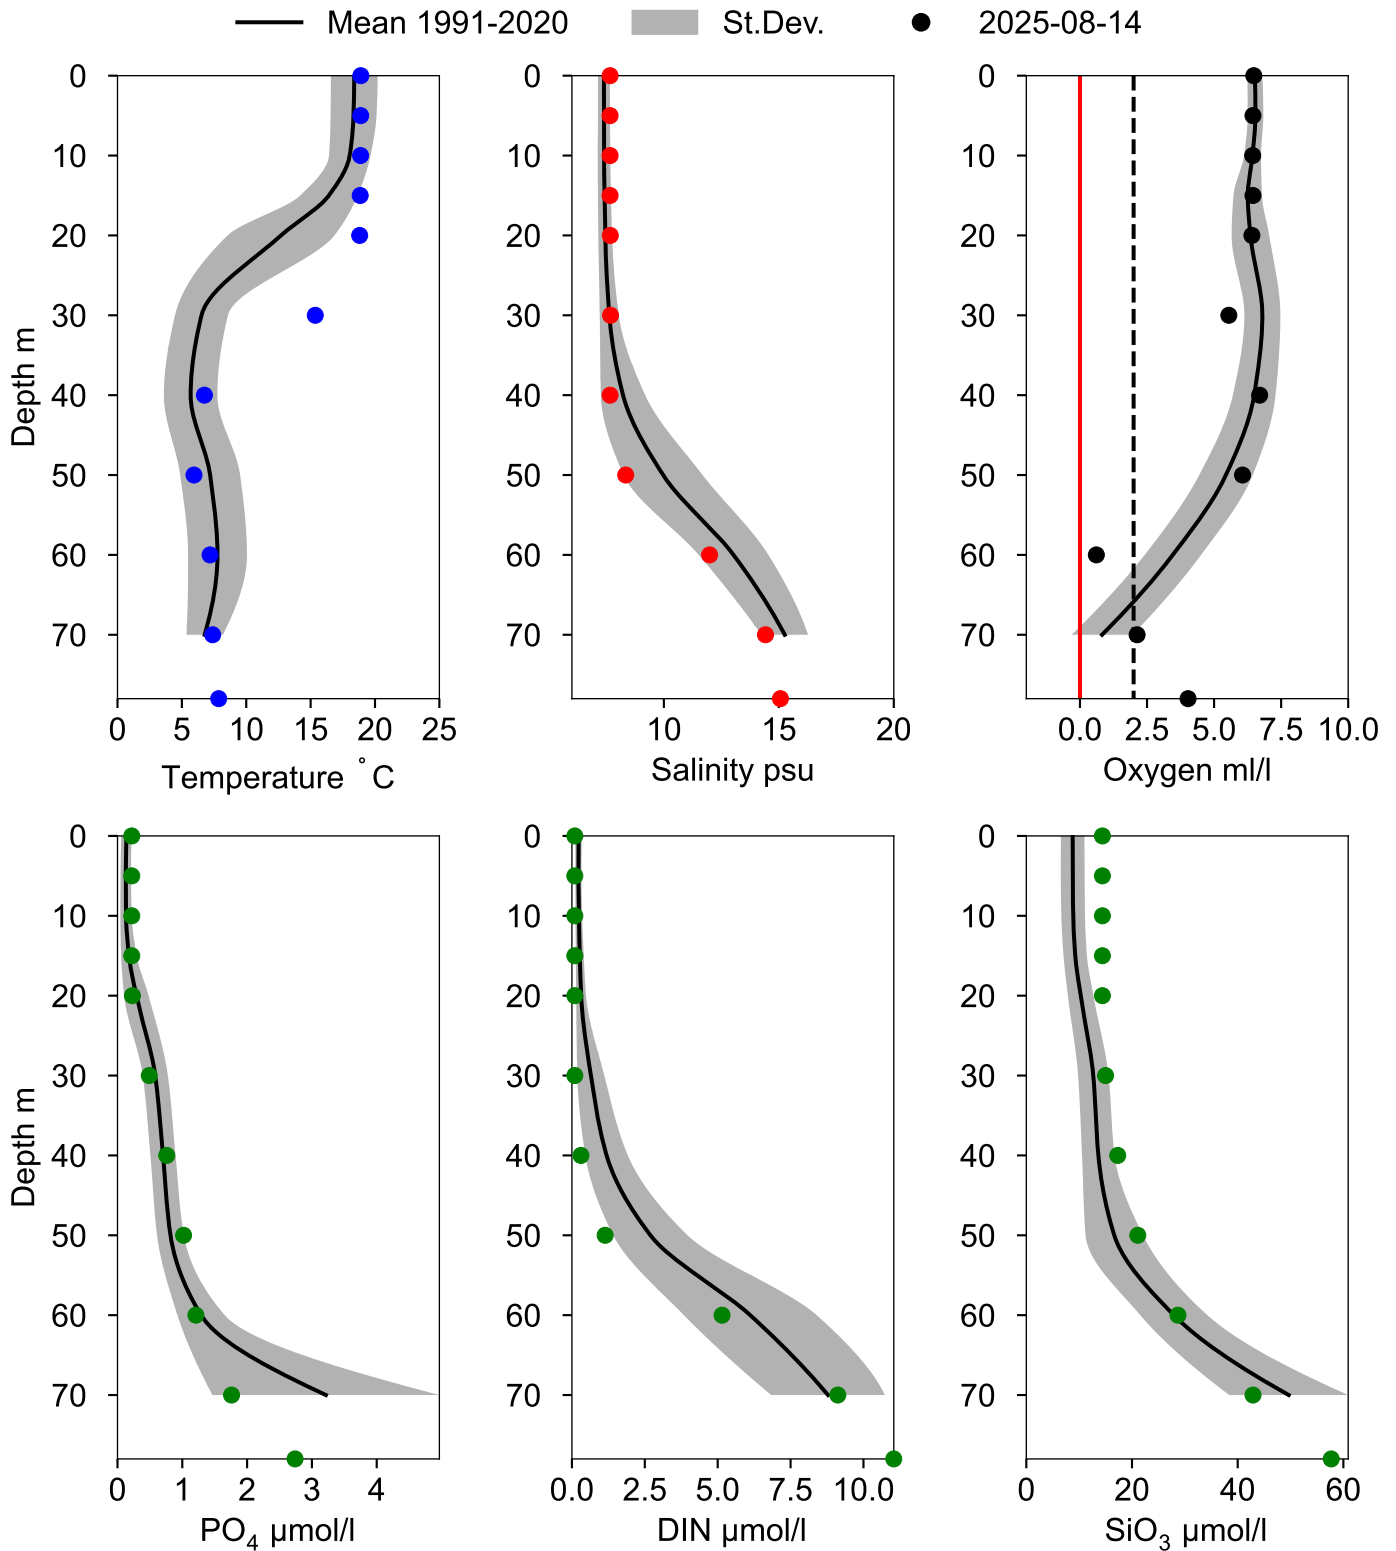 Mean 1991-2020 St.Dev. 2025-08-14
0 0 0
10 10 10
20 20 20
30 30 30
40 40 40
50 50 50
60 60 60
70 70 70
Depth m
0 5 10 15 20 25 10 15 20 0.0 2.5 5.0 7.5 10.0
Temperature °C Salinity psu Oxygen ml/l
0 0 0
10 10 10
20 20 20
30 30 30
40 40 40
50 50 50
60 60 60
70 70 70
Depth m
0 1 2 3 4 0.0 2.5 5.0 7.5 10.0 0 20 40 60
PO₄ µmol/l DIN µmol/l SiO₃ µmol/l